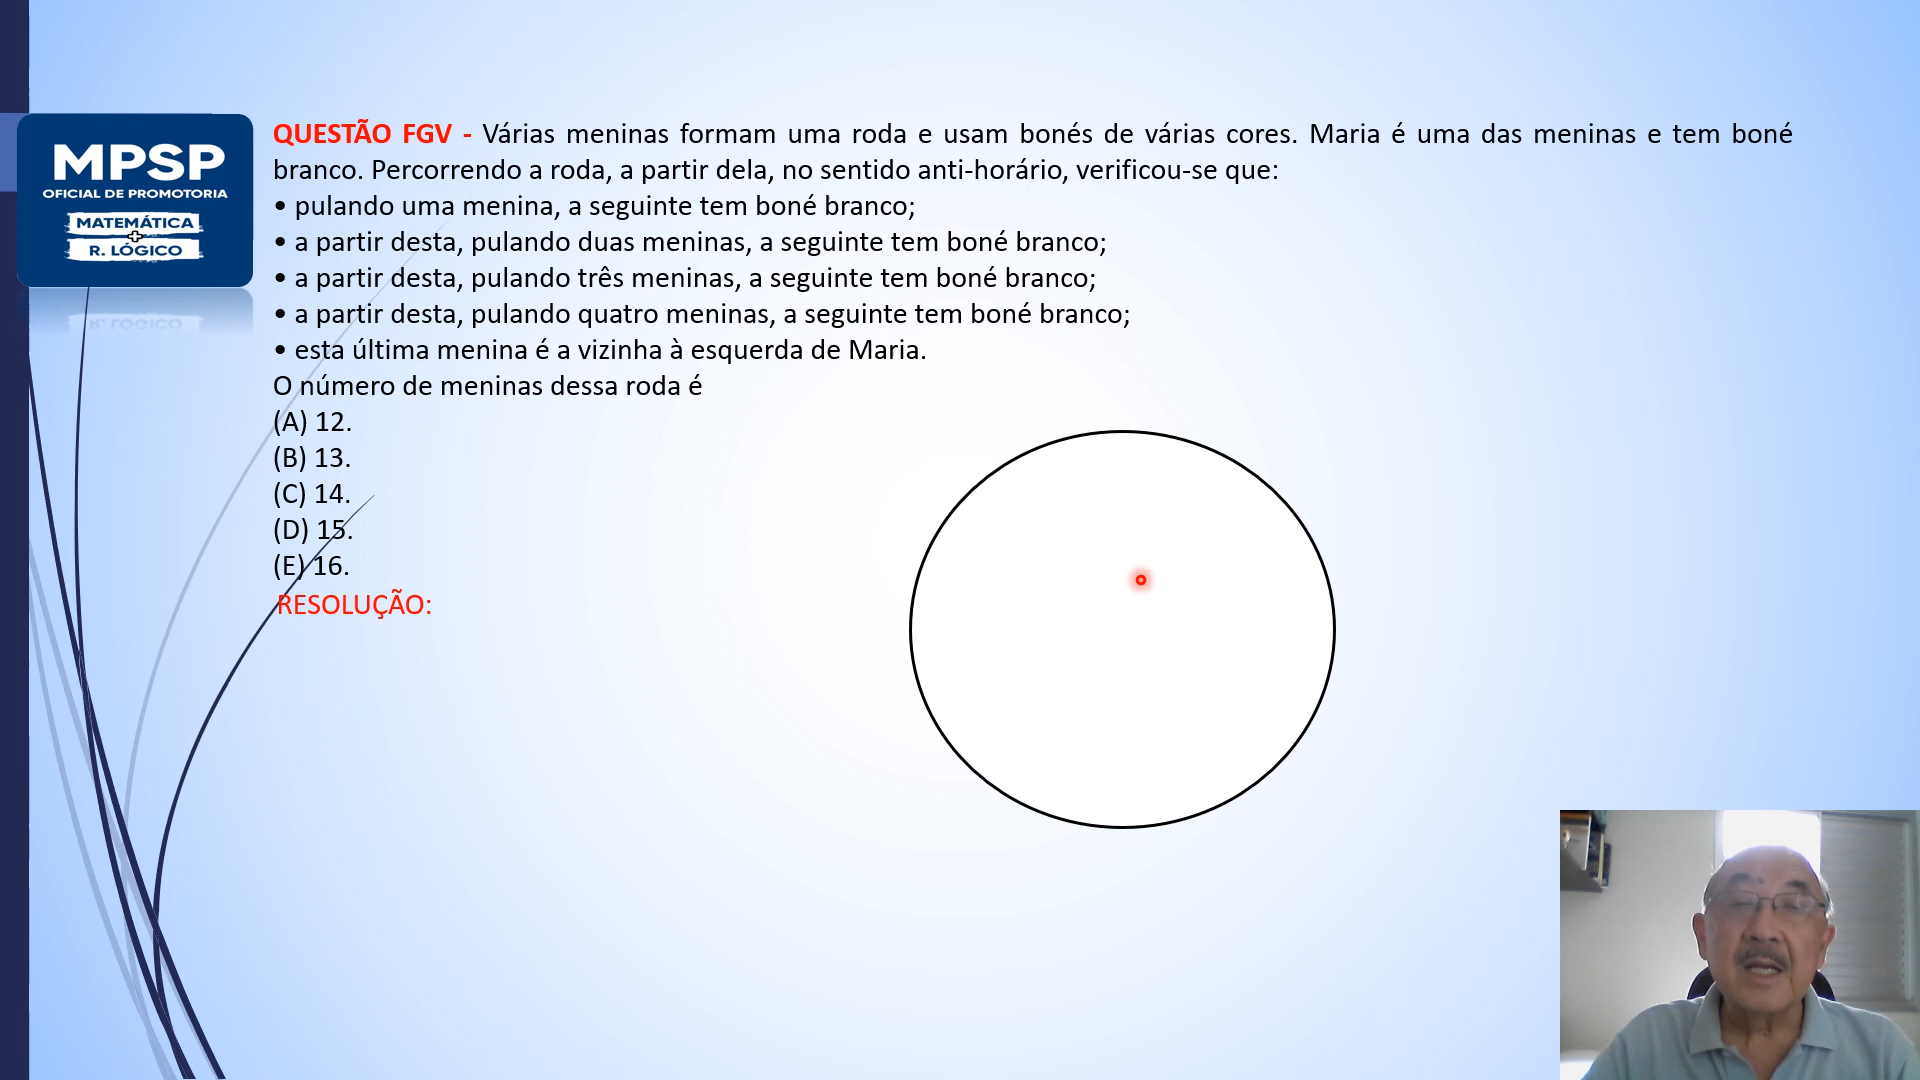 QUESTÃO FGV - Várias meninas formam uma roda e usam bonés de várias cores. Maria é uma das meninas e tem boné
branco. Percorrendo a roda, a partir dela, no sentido anti-horário, verificou-se que:
• pulando uma menina, a seguinte tem boné branco;
• a partir desta, pulando duas meninas, a seguinte tem boné branco;
• a partir desta, pulando três meninas, a seguinte tem boné branco;
• a partir desta, pulando quatro meninas, a seguinte tem boné branco;
• esta última menina é a vizinha à esquerda de Maria.
O número de meninas dessa roda é
(A) 12.
(B) 13.
(C) 14.
(D) 15.
(E) 16.
RESOLUÇÃO:
MPSP
OFICIAL DE PROMOTORIA
MATEMÁTICA
+
R. LÓGICO